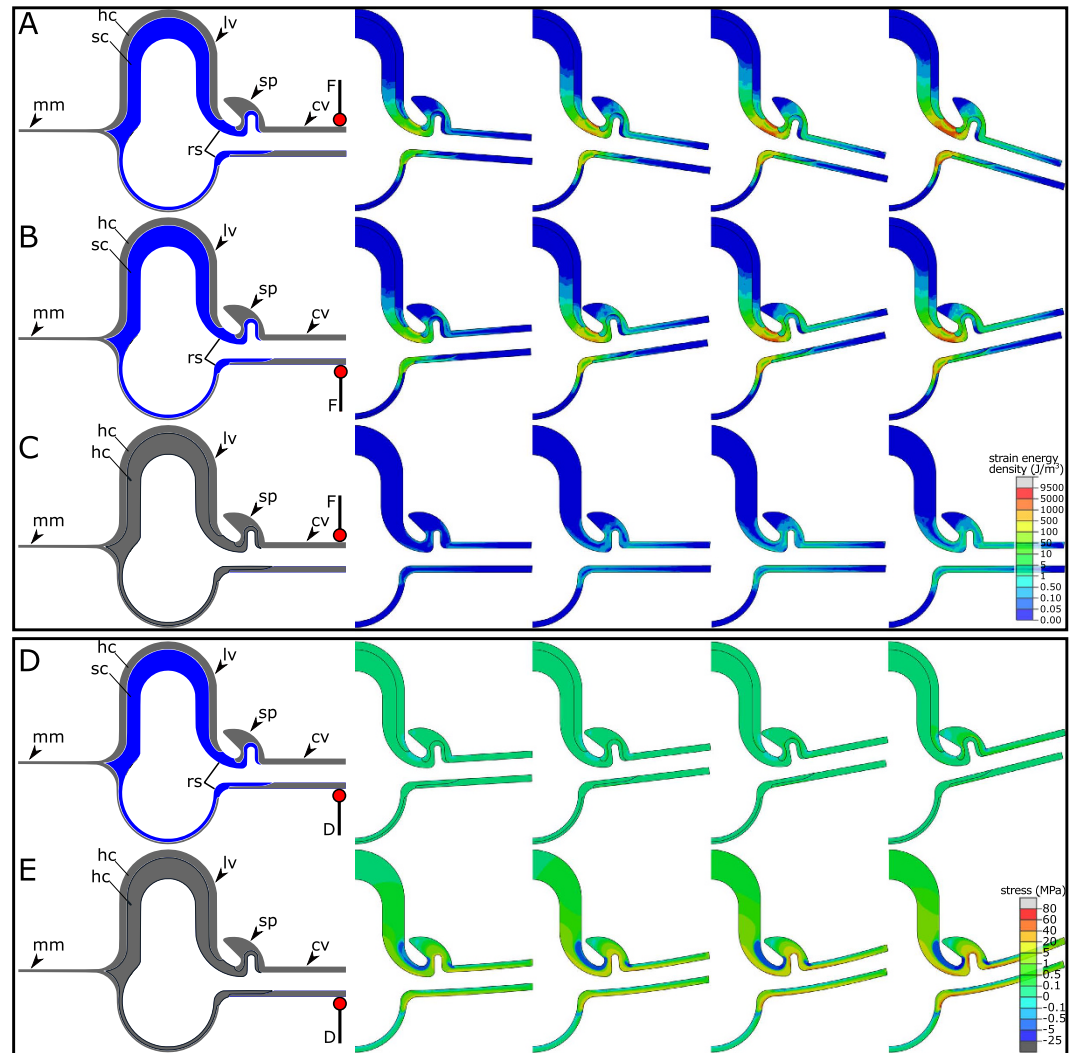 A
hc
lv
sc
sp
F
mm
cv
rs
B
hc
lv
sc
sp
mm
cv
rs
F
C
hc
lv
hc
sp
F
mm
cv
strain energy
density (J/m³)
9500
5000
1000
500
100
50
10
5
1
0.50
0.10
0.05
0.00
D
hc
lv
sc
sp
mm
cv
rs
D
E
hc
lv
hc
sp
mm
cv
D
stress (MPa)
80
60
40
20
5
1
0.5
0.1
0
-0.1
-0.5
-5
-25